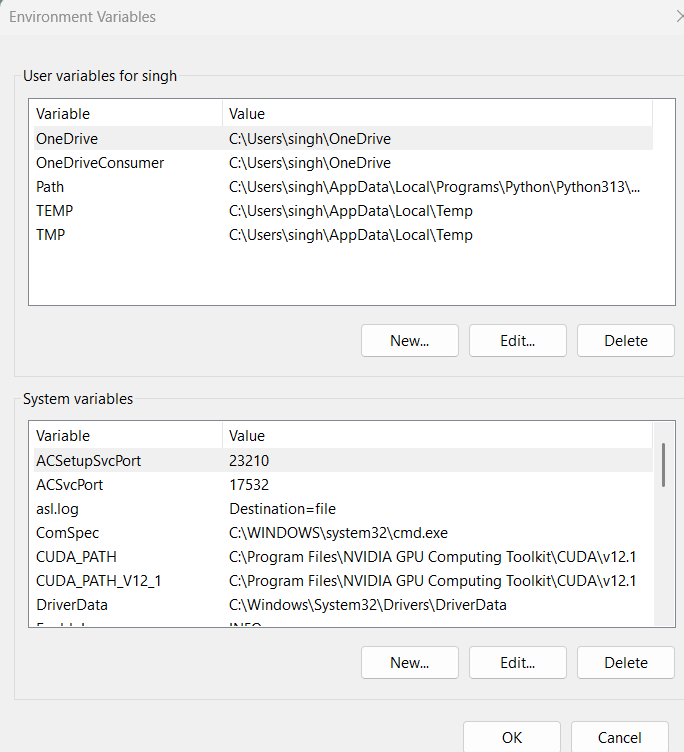 Environment Variables
User variables for singh
Variable Value
OneDrive C:\Users\singh\OneDrive
OneDriveConsumer C:\Users\singh\OneDrive
Path C:\Users\singh\AppData\Local\Programs\Python\Python313\...
TEMP C:\Users\singh\AppData\Local\Temp
TMP C:\Users\singh\AppData\Local\Temp
New... Edit... Delete
System variables
Variable Value
ACSetupSvcPort 23210
ACSvcPort 17532
asl.log Destination=file
ComSpec C:\WINDOWS\system32\cmd.exe
CUDA_PATH C:\Program Files\NVIDIA GPU Computing Toolkit\CUDA\v12.1
CUDA_PATH_V12_1 C:\Program Files\NVIDIA GPU Computing Toolkit\CUDA\v12.1
DriverData C:\Windows\System32\Drivers\DriverData
New... Edit... Delete
OK Cancel